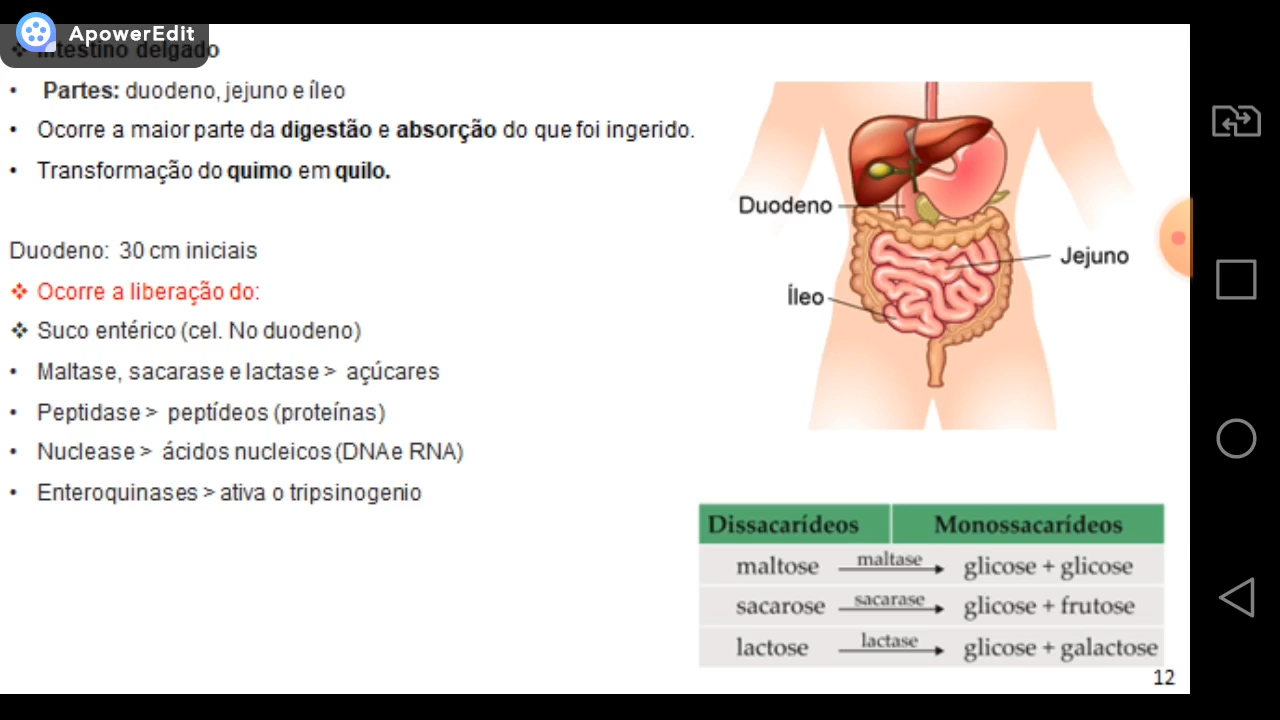 ApowerEdit
Intestino delgado
Partes: duodeno, jejuno e íleo
Ocorre a maior parte da digestão e absorção do que foi ingerido.
Transformação do quimo em quilo.
Duodeno: 30 cm iniciais
Ocorre a liberação do:
Suco entérico (cel. No duodeno)
Maltase, sacarase e lactase > açúcares
Peptidase > peptídeos (proteínas)
Nuclease > ácidos nucleicos (DNA e RNA)
Enteroquinases > ativa o tripsinogenio
Duodeno
Jejuno
Íleo
Dissacarídeos Monossacarídeos
maltose maltase glicose + glicose
sacarose sacarase glicose + frutose
lactose lactase glicose + galactose
12